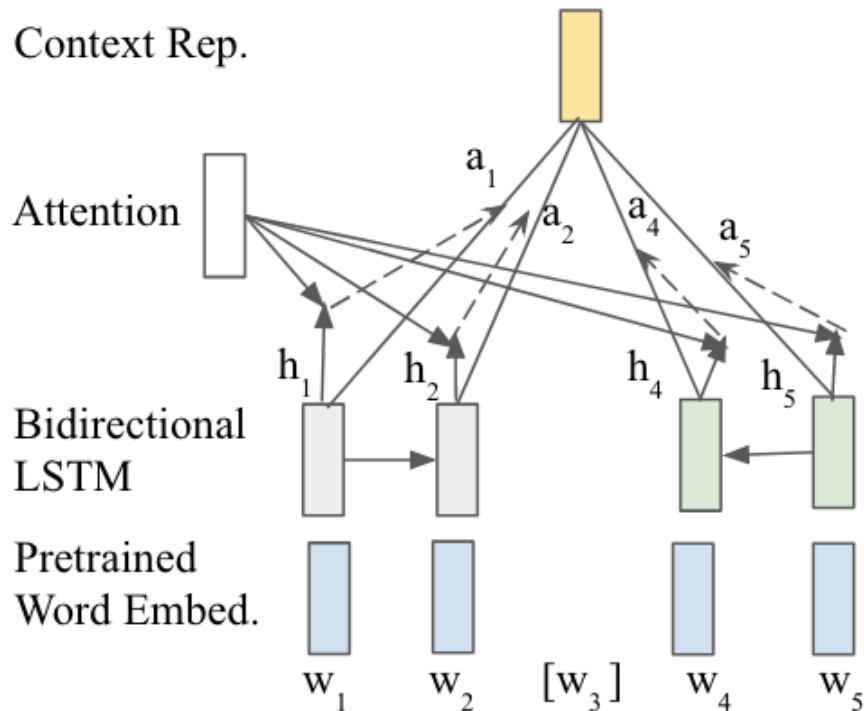 Context Rep.
a₁
Attention
a₂
a₄
a₅
h₁
h₂
h₄
h₅
Bidirectional
LSTM
Pretrained
Word Embed.
w₁ w₂ [w₃] w₄ w₅